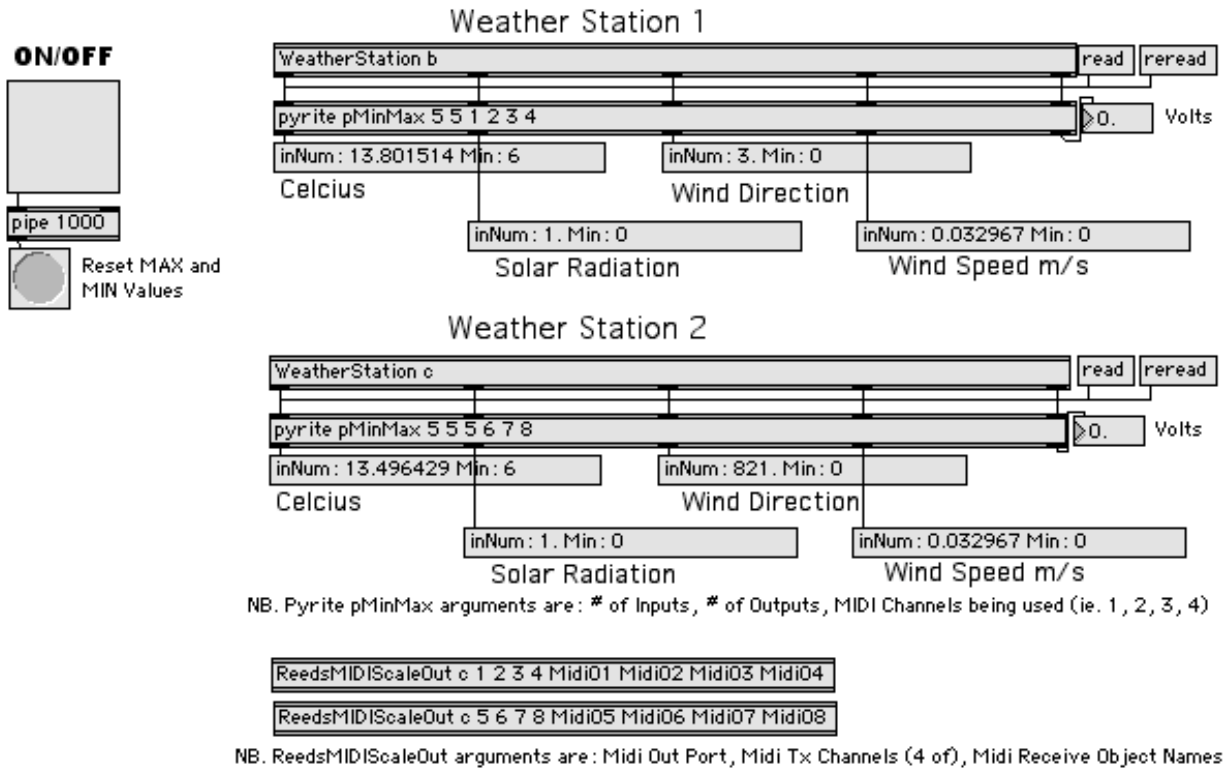 Weather Station 1
ON/OFF
WeatherStation b
read
reread
pyrite pMinMax 5 5 1 2 3 4
0.
Volts
inNum: 13.801514 Min: 6
inNum: 3. Min: 0
Celcius
Wind Direction
pipe 1000
inNum: 1. Min: 0
inNum: 0.032967 Min: 0
Solar Radiation
Wind Speed m/s
Reset MAX and
MIN Values
Weather Station 2
WeatherStation c
read
reread
pyrite pMinMax 5 5 5 6 7 8
0.
Volts
inNum: 13.496429 Min: 6
inNum: 821. Min: 0
Celcius
Wind Direction
inNum: 1. Min: 0
inNum: 0.032967 Min: 0
Solar Radiation
Wind Speed m/s
NB. Pyrite pMinMax arguments are: # of Inputs, # of Outputs, MIDI Channels being used (ie. 1, 2, 3, 4)
ReedsMIDIScaleOut c 1 2 3 4 Midi01 Midi02 Midi03 Midi04
ReedsMIDIScaleOut c 5 6 7 8 Midi05 Midi06 Midi07 Midi08
NB. ReedsMIDIScaleOut arguments are: Midi Out Port, Midi Tx Channels (4 of), Midi Receive Object Names